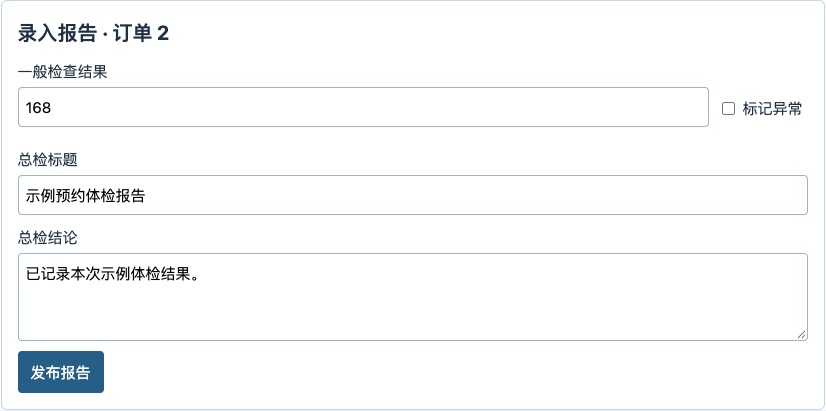 录入报告 · 订单 2
一般检查结果
168
标记异常
总检标题
示例预约体检报告
总检结论
已记录本次示例体检结果。
发布报告